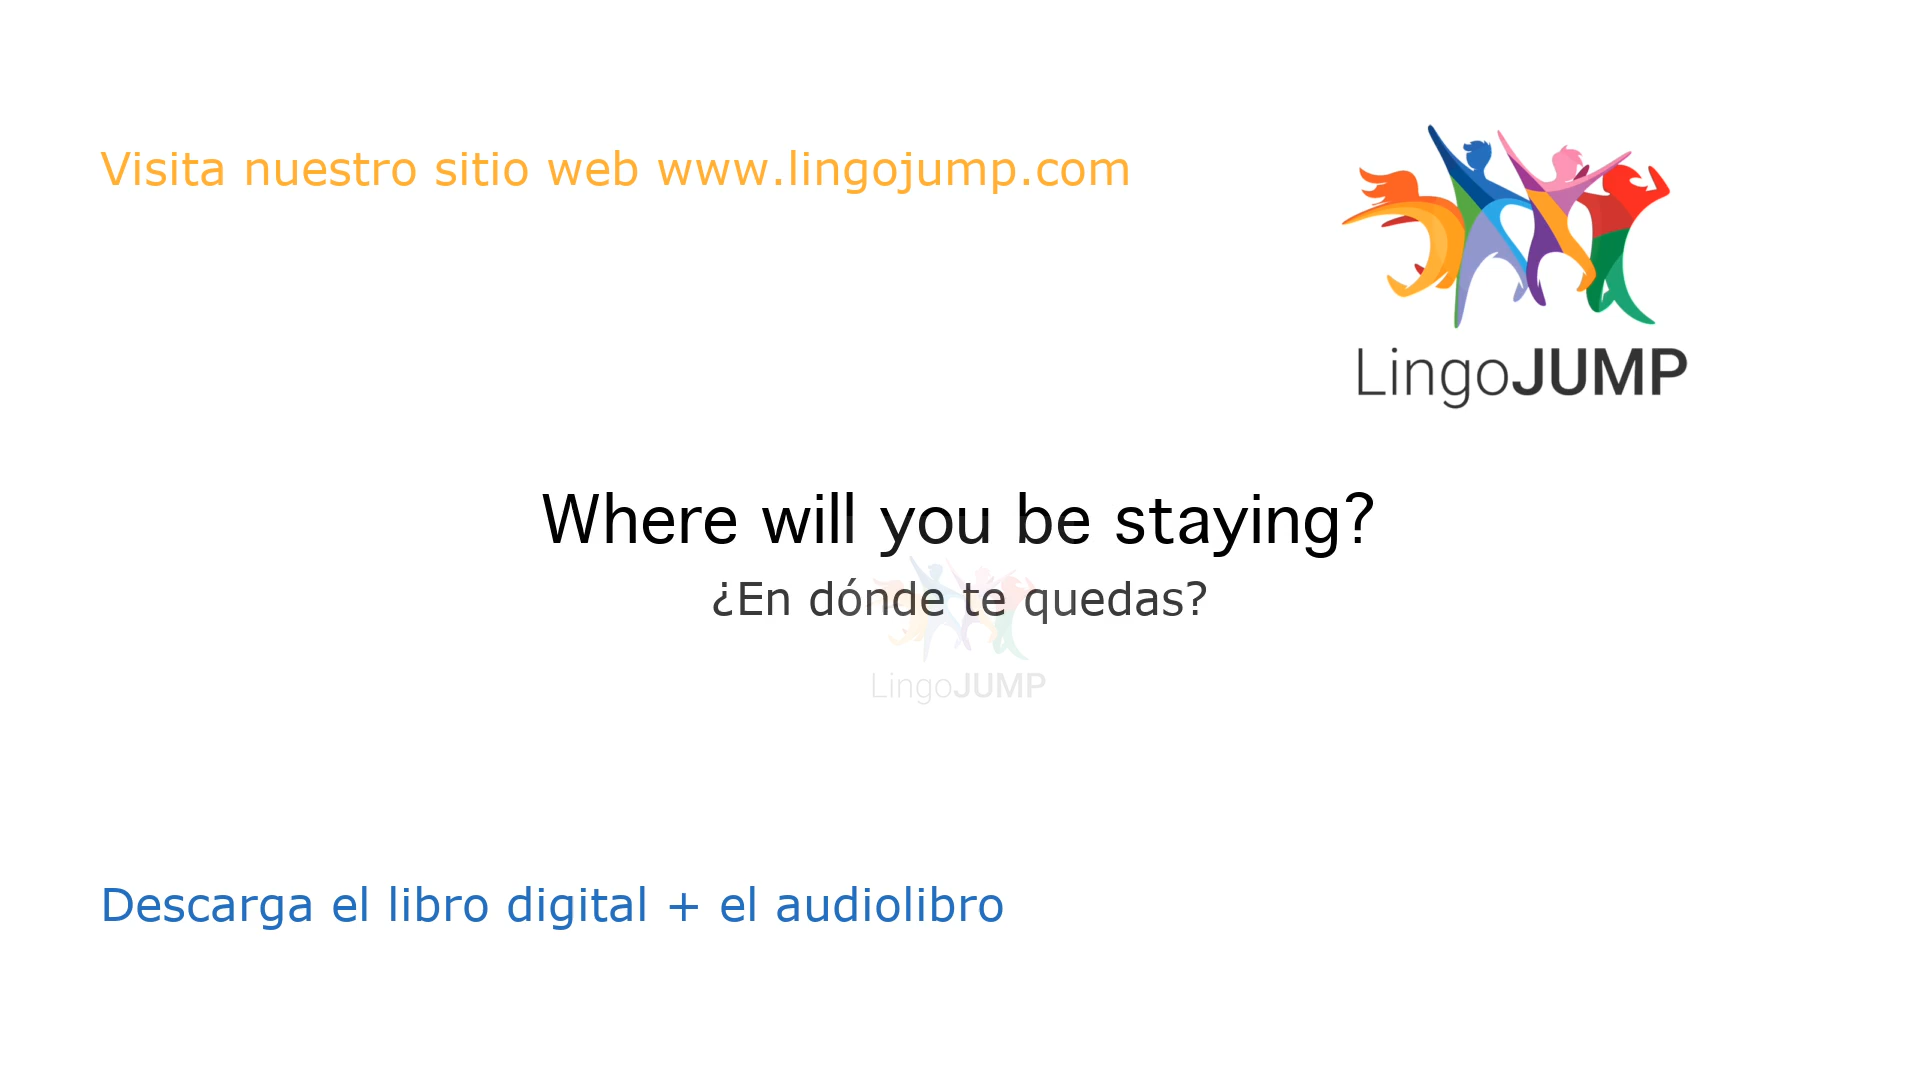 Visita nuestro sitio web www.lingojump.com
LingoJUMP
Where will you be staying?
¿En dónde te quedas?
LingoJUMP
Descarga el libro digital + el audiolibro